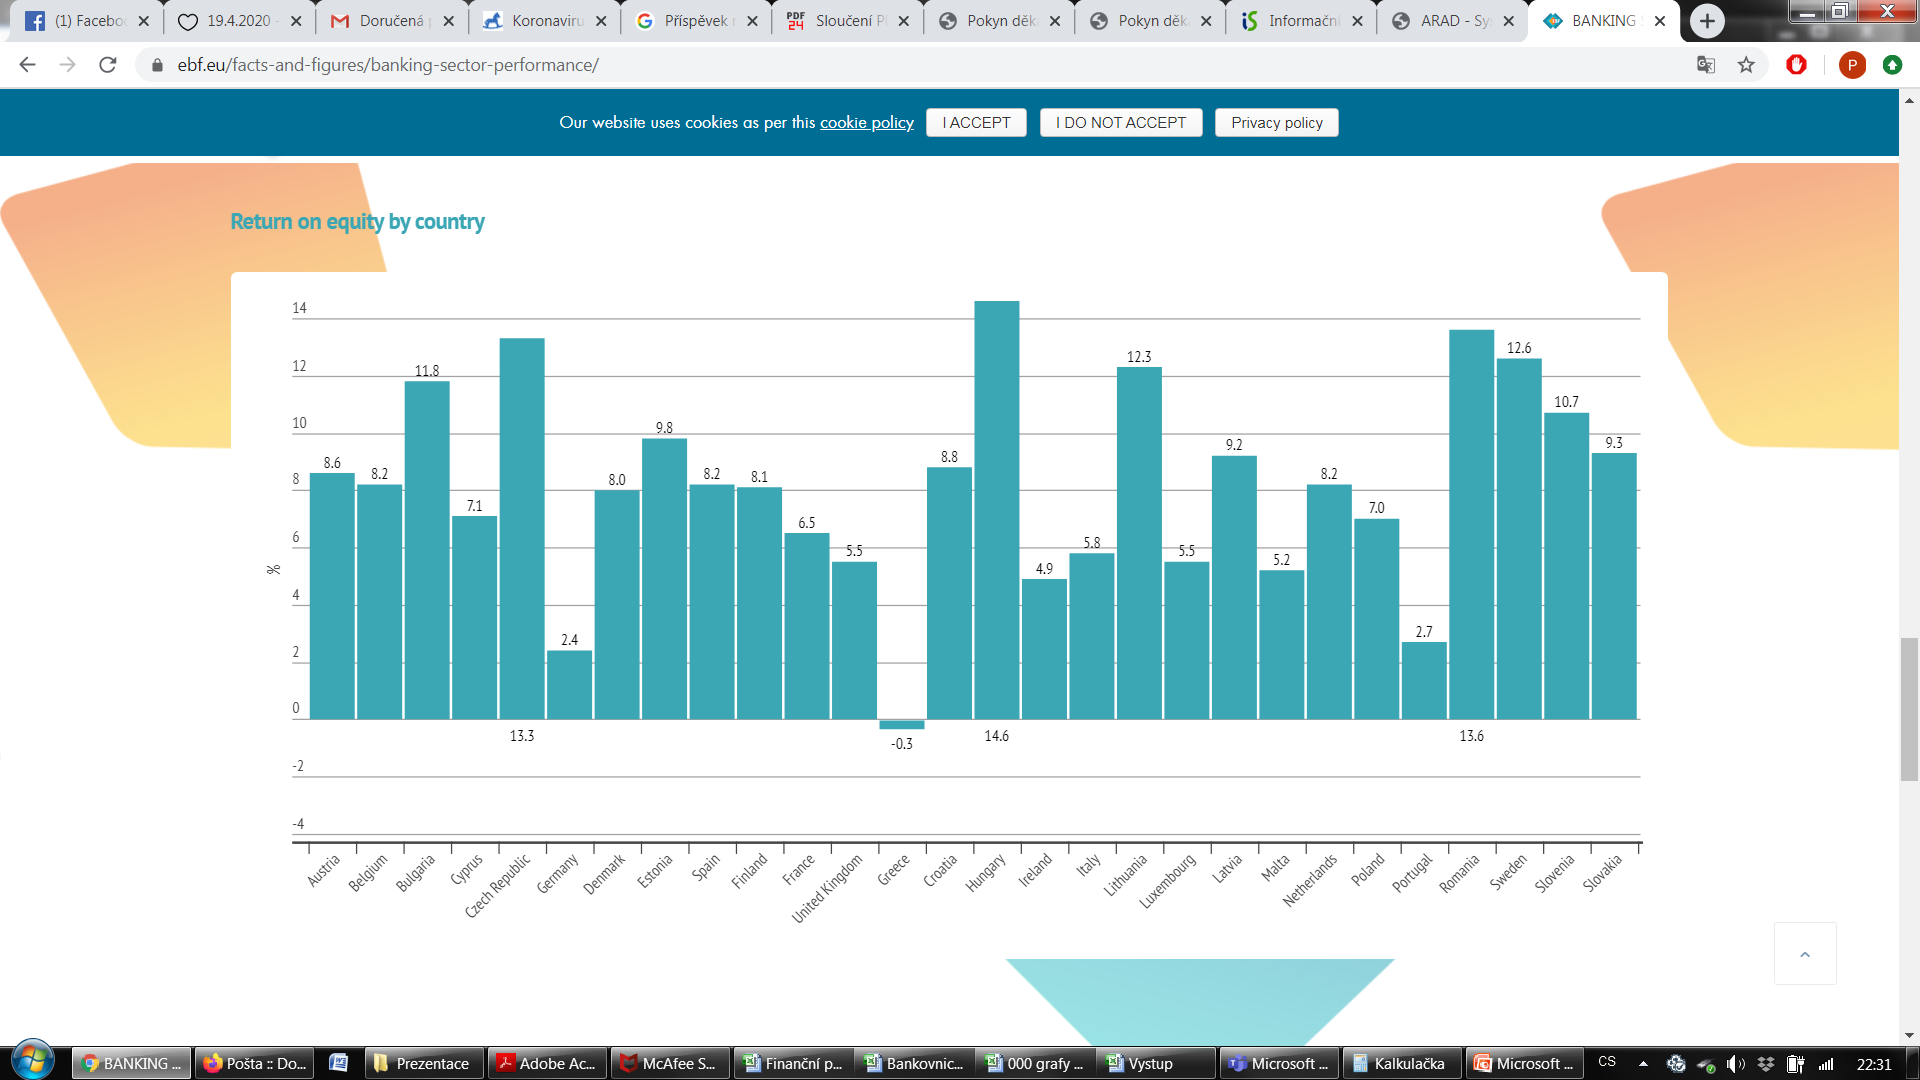 (1) Facebo
19.4.2020 -
Doručená p
Koronaviru
Příspěvek n
PDF 24 Sloučení P
Pokyn děk
Pokyn děk
Informační
ARAD - Sy
BANKING S
ebf.eu/facts-and-figures/banking-sector-performance/
P
Our website uses cookies as per this cookie policy I ACCEPT I DO NOT ACCEPT Privacy policy
Return on equity by country
14
12
10
8
6
4
2
0
-2
-4
%
8.6
8.2
11.8
7.1
13.3
2.4
8.0
9.8
8.2
8.1
6.5
5.5
-0.3
8.8
14.6
4.9
5.8
12.3
5.5
9.2
5.2
8.2
7.0
2.7
13.6
12.6
10.7
9.3
Austria
Belgium
Bulgaria
Cyprus
Czech Republic
Germany
Denmark
Estonia
Spain
Finland
France
United Kingdom
Greece
Croatia
Hungary
Ireland
Italy
Lithuania
Luxembourg
Latvia
Malta
Netherlands
Poland
Portugal
Romania
Sweden
Slovenia
Slovakia
BANKING ...
Pošta :: Do...
Prezentace
Adobe Ac...
McAfee S...
Finanční p...
Bankovnic...
000 grafy ...
Vystup
Microsoft ...
Kalkulačka
Microsoft ...
CS
22:31